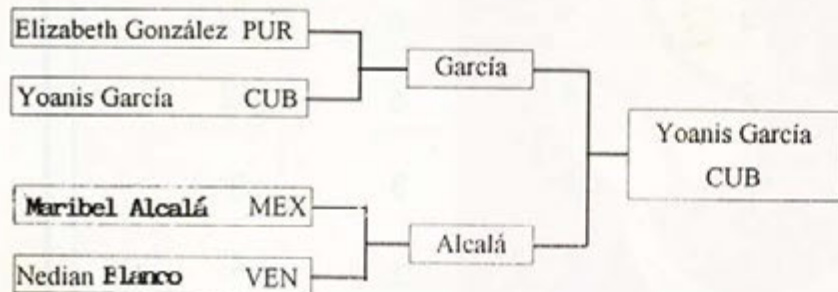 Elizabeth González PUR
García
Yoanis García CUB
Yoanis García
CUB
Maribel Alcalá MEX
Alcalá
Nedian Blanco VEN